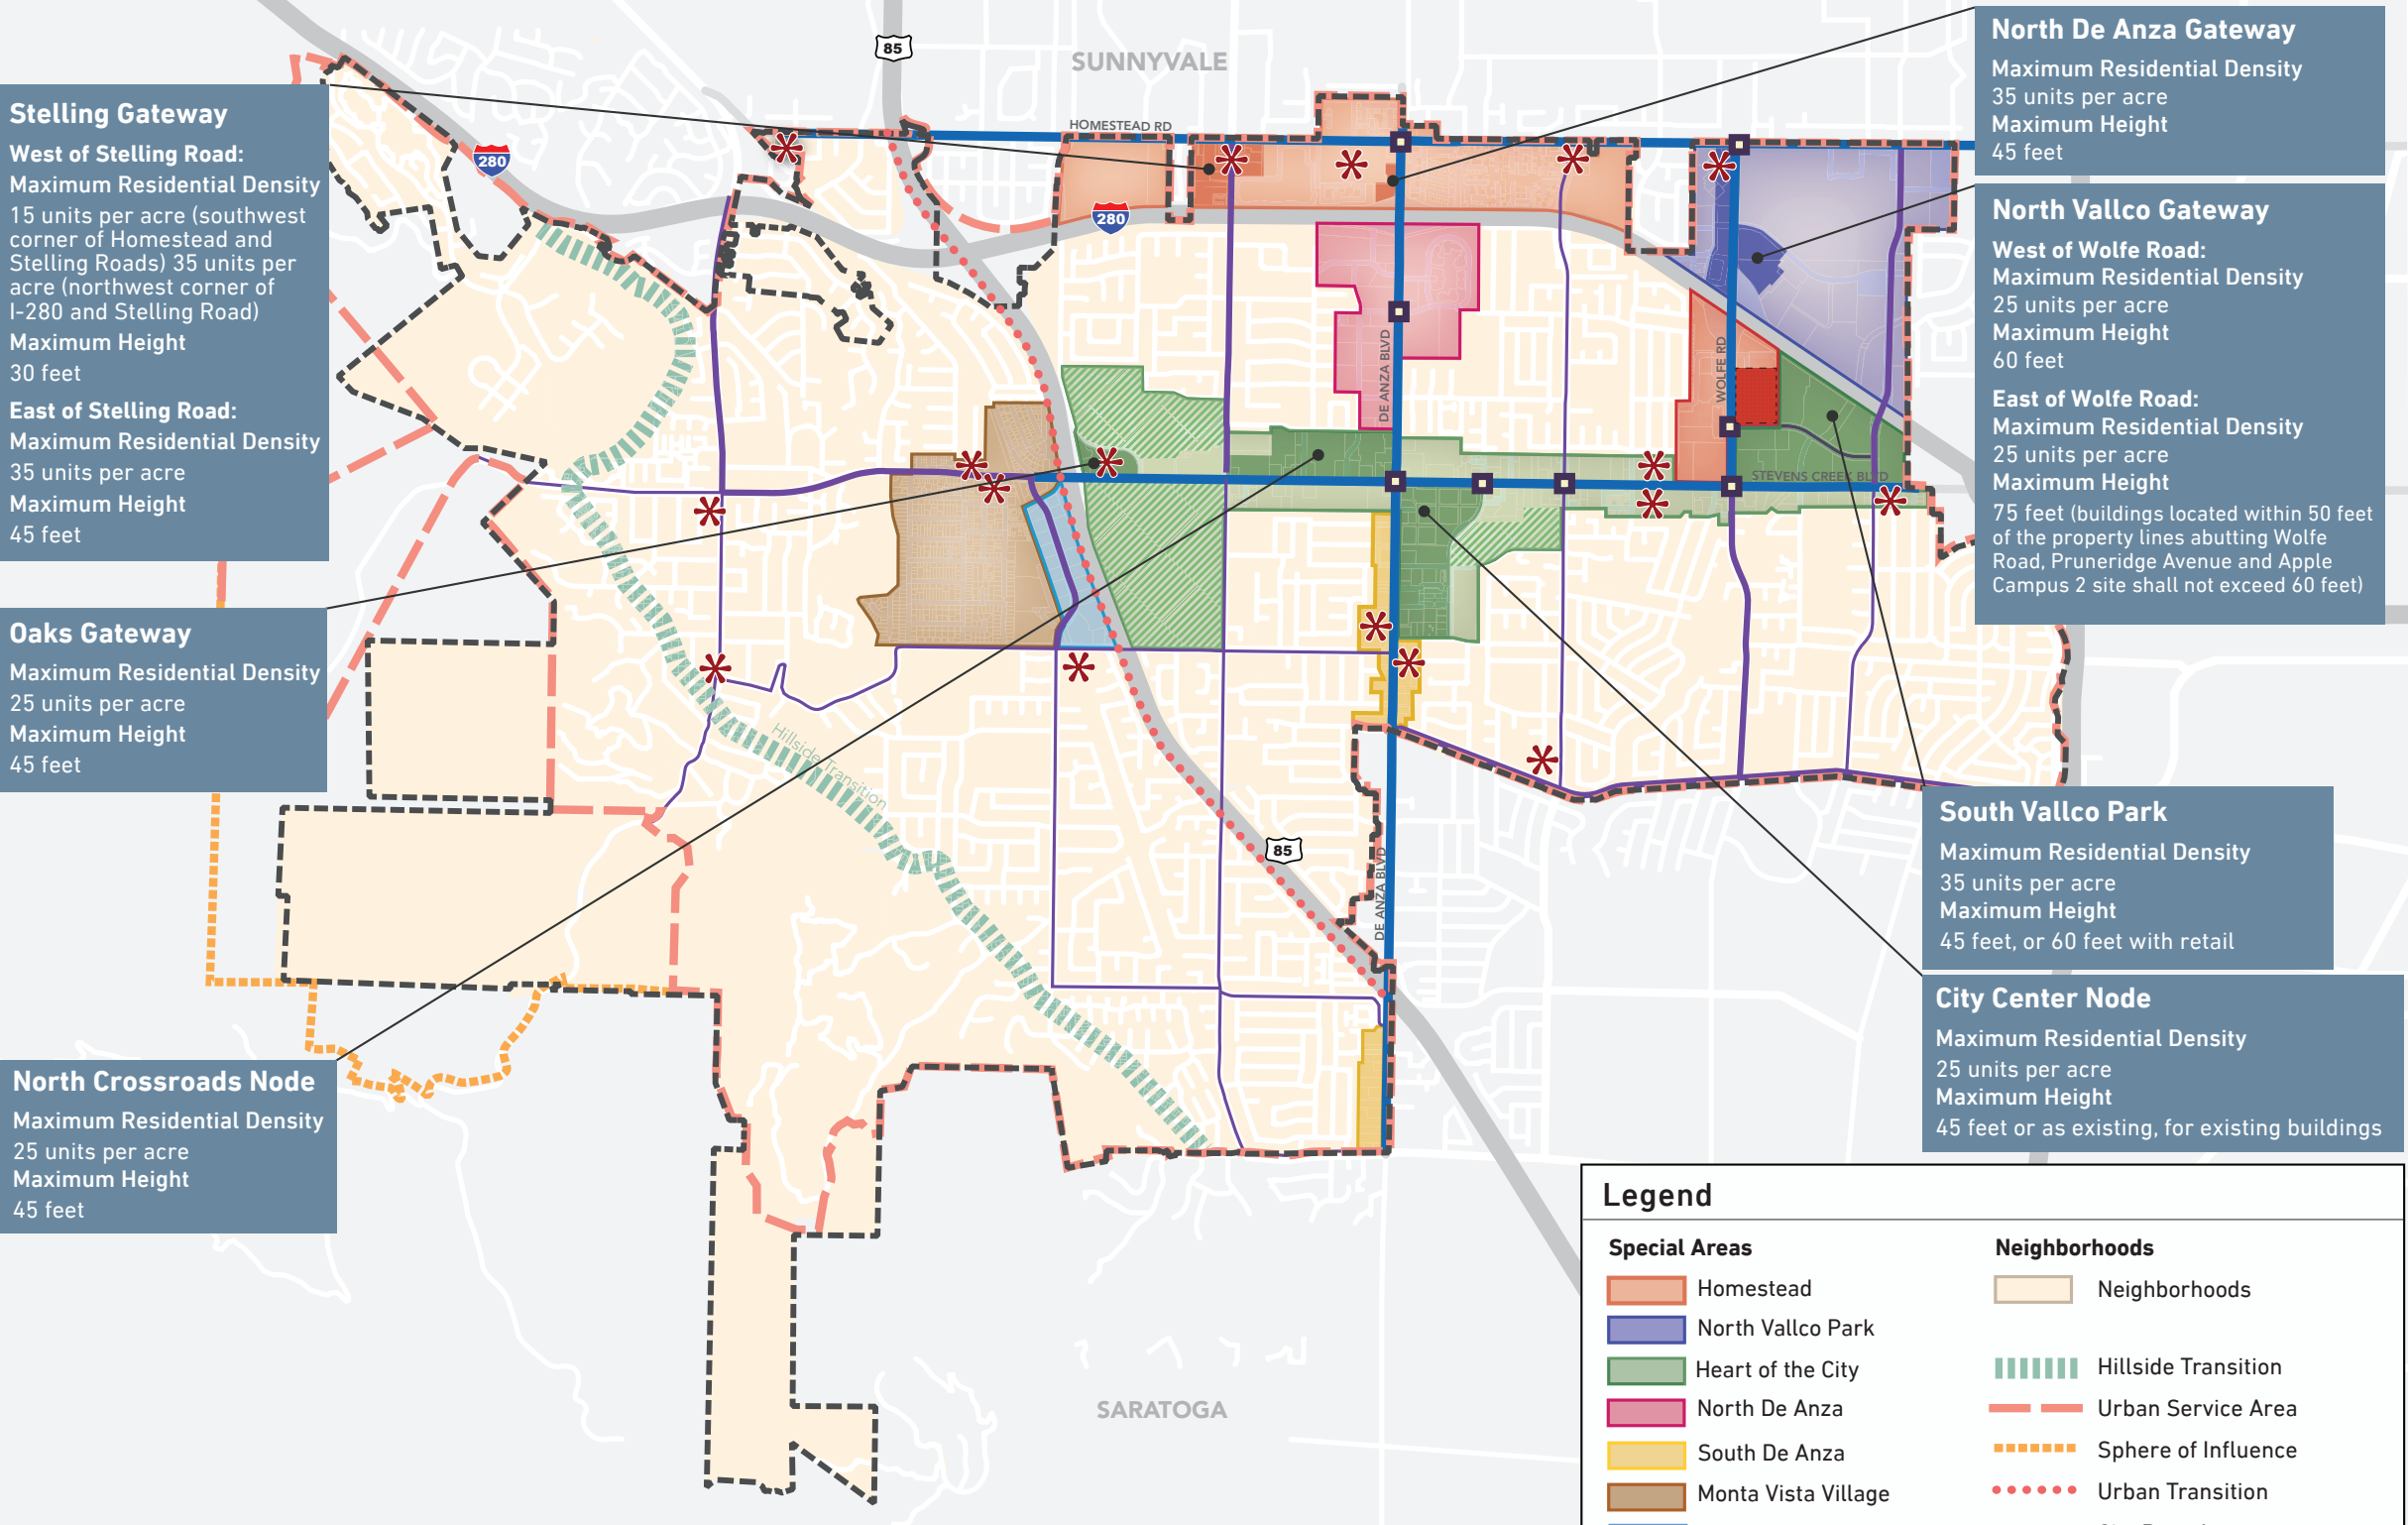 Stelling Gateway
West of Stelling Road:
Maximum Residential Density
15 units per acre (southwest
corner of Homestead and
Stelling Roads) 35 units per
acre (northwest corner of
I-280 and Stelling Road)
Maximum Height
30 feet
East of Stelling Road:
Maximum Residential Density
35 units per acre
Maximum Height
45 feet
Oaks Gateway
Maximum Residential Density
25 units per acre
Maximum Height
45 feet
North Crossroads Node
Maximum Residential Density
25 units per acre
Maximum Height
45 feet
85
SUNNYVALE
HOMESTEAD RD
280
280
DE ANZA BLVD
WOLFE RD
STEVENS CREEK BLVD
Hillside Transition
85
DE ANZA BLVD
SARATOGA
North De Anza Gateway
Maximum Residential Density
35 units per acre
Maximum Height
45 feet
North Vallco Gateway
West of Wolfe Road:
Maximum Residential Density
25 units per acre
Maximum Height
60 feet
East of Wolfe Road:
Maximum Residential Density
25 units per acre
Maximum Height
75 feet (buildings located within 50 feet
of the property lines abutting Wolfe
Road, Pruneridge Avenue and Apple
Campus 2 site shall not exceed 60 feet)
South Vallco Park
Maximum Residential Density
35 units per acre
Maximum Height
45 feet, or 60 feet with retail
City Center Node
Maximum Residential Density
25 units per acre
Maximum Height
45 feet or as existing, for existing buildings
Legend
Special Areas
Homestead
North Vallco Park
Heart of the City
North De Anza
South De Anza
Monta Vista Village
Neighborhoods
Neighborhoods
Hillside Transition
Urban Service Area
Sphere of Influence
Urban Transition